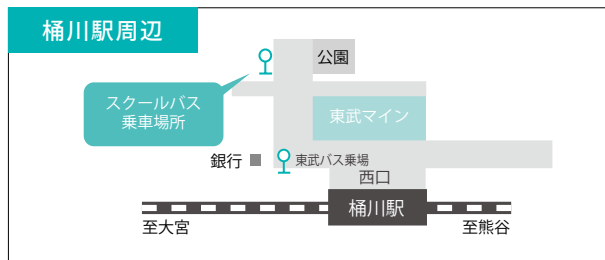 桶川駅周辺
公園
スクールバス
乗車場所
東武マイン
銀行
東武バス乗場
西口
桶川駅
至大宮
至熊谷